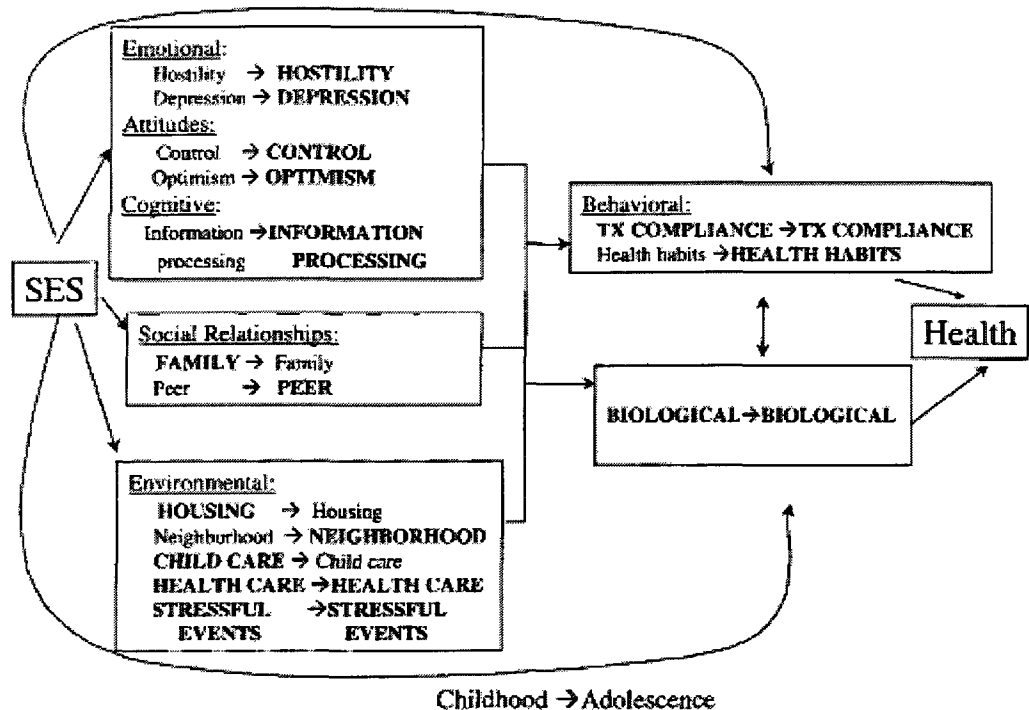 Emotional:
Hostility → HOSTILITY
Depression → DEPRESSION
Attitudes:
Control → CONTROL
Optimism → OPTIMISM
Cognitive:
Information → INFORMATION
processing PROCESSING
SES
Social Relationships:
FAMILY → Family
Peer → PEER
Environmental:
HOUSING → Housing
Neighborhood → NEIGHBORHOOD
CHILD CARE → Child care
HEALTH CARE → HEALTH CARE
STRESSFUL → STRESSFUL
EVENTS EVENTS
Behavioral:
TX COMPLIANCE → TX COMPLIANCE
Health habits → HEALTH HABITS
BIOLOGICAL → BIOLOGICAL
Health
Childhood → Adolescence